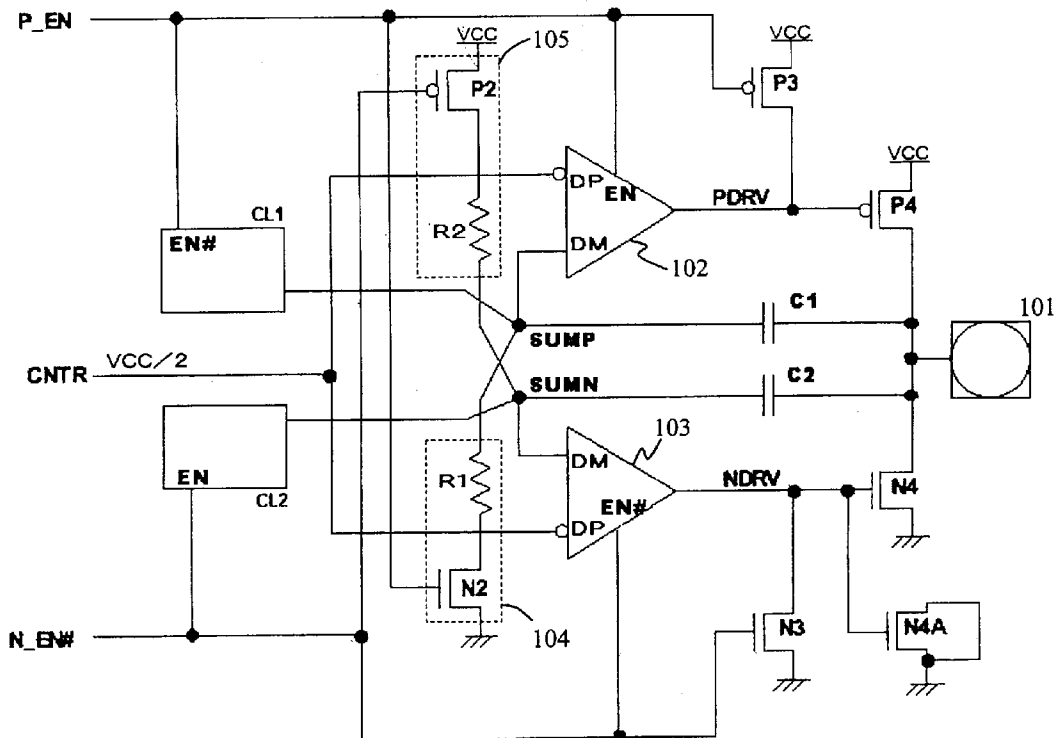 P_EN
VCC
105
VCC
P2
P3
VCC
DP
EN
PDRV
P4
CL1
EN#
R2
DM
102
C1
101
SUMP
VCC/2
CNTR
SUMN
C2
103
EN
CL2
R1
DM
NDRV
N4
EN#
DP
N2
N_EN#
104
N3
N4A